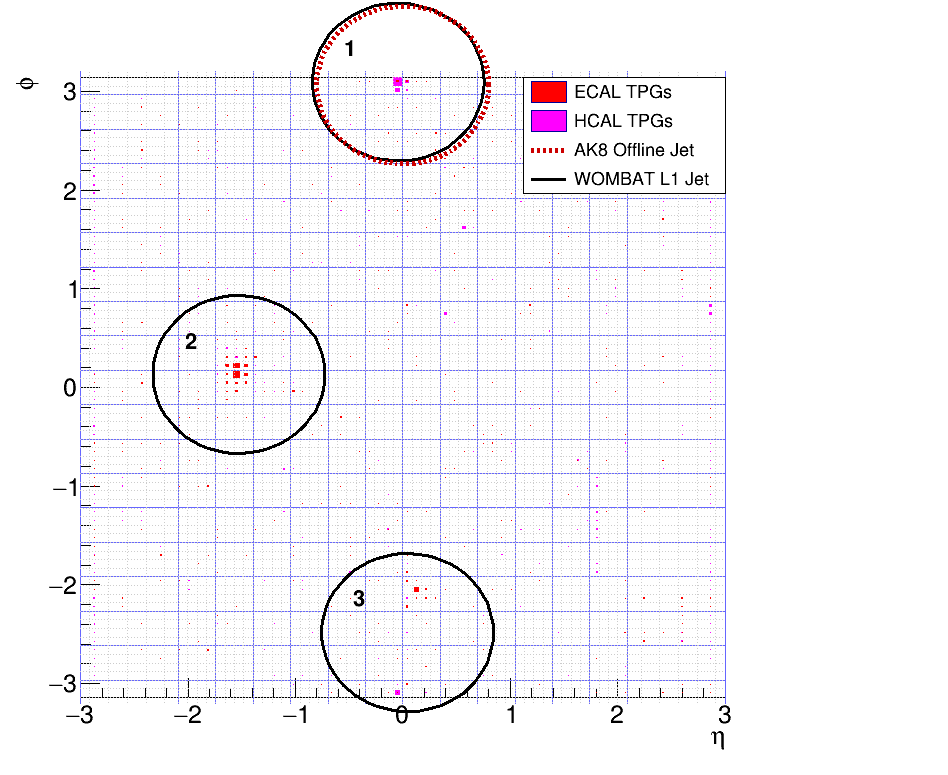 1
ϕ
3
ECAL TPGs
HCAL TPGs
AK8 Offline Jet
WOMBAT L1 Jet
2
1
2
0
−1
−2
3
−3
−3 −2 −1 0 1 2 3
η